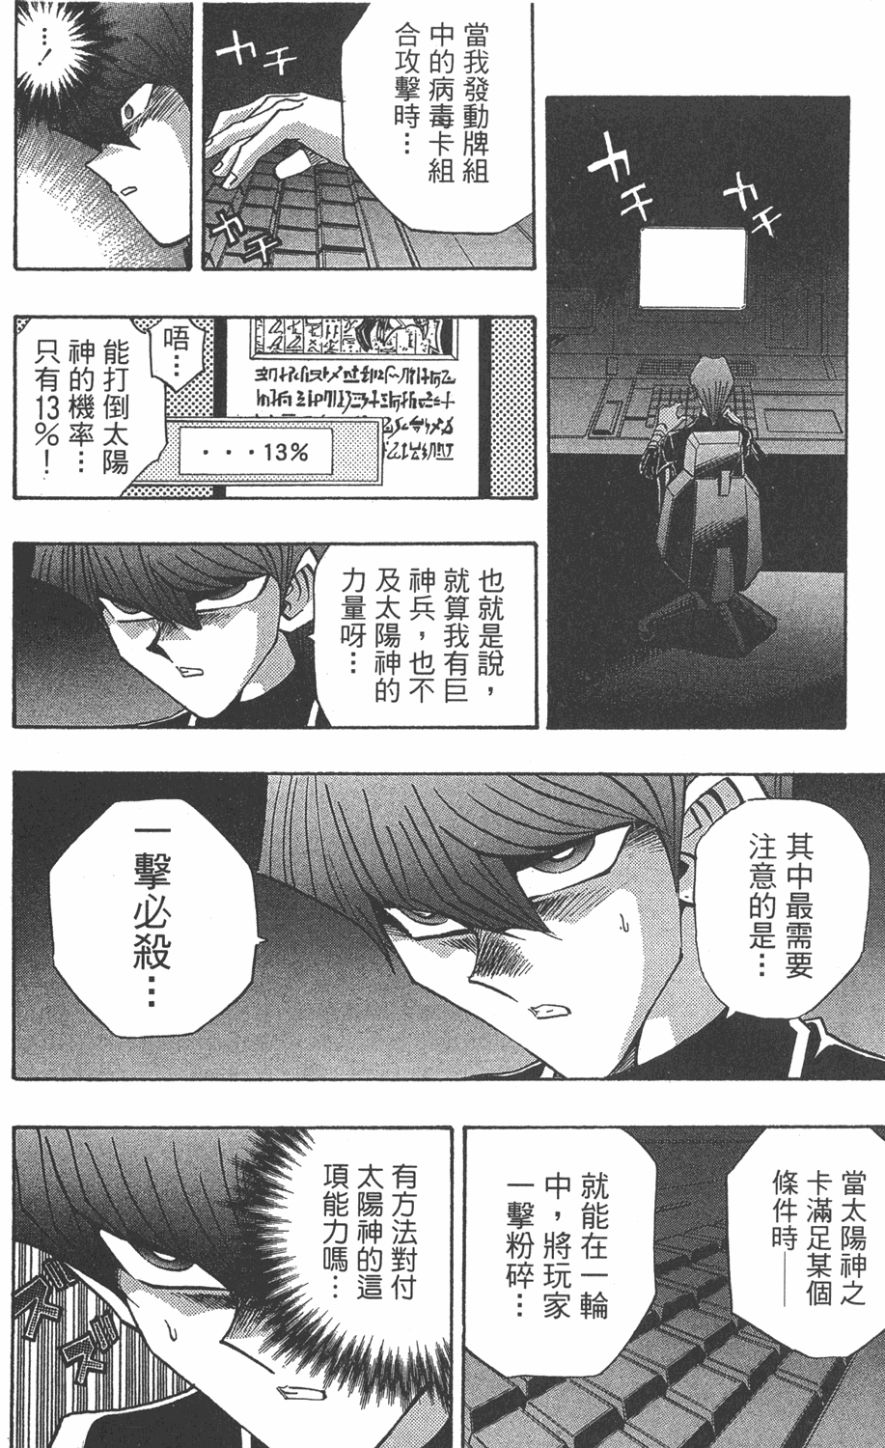 カチ
カチ
當我發動牌組
中的病毒卡組
合攻擊時…
カチ
カチ
…！
唔…
能打倒太陽
神的機率…
只有13%！
・・・13%
也就是說，
就算我有巨
神兵，也不
及太陽神的
力量呀…
其中最需要
注意的是…
一擊必殺…
當太陽神之
卡滿足某個
條件時——
就能在一輪
中，將玩家
一擊粉碎…
有方法對付
太陽神的這
項能力嗎…